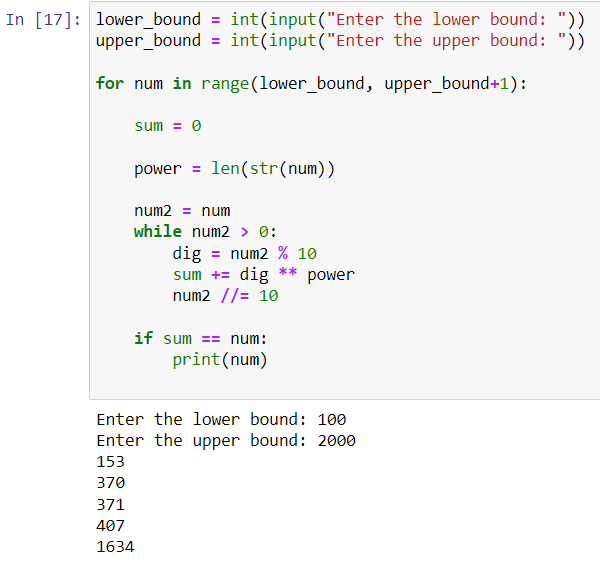 In [17]: lower_bound = int(input("Enter the lower bound: "))
upper_bound = int(input("Enter the upper bound: "))

for num in range(lower_bound, upper_bound+1):

    sum = 0

    power = len(str(num))

    num2 = num
    while num2 > 0:
        dig = num2 % 10
        sum += dig ** power
        num2 //= 10

    if sum == num:
        print(num)

Enter the lower bound: 100
Enter the upper bound: 2000
153
370
371
407
1634